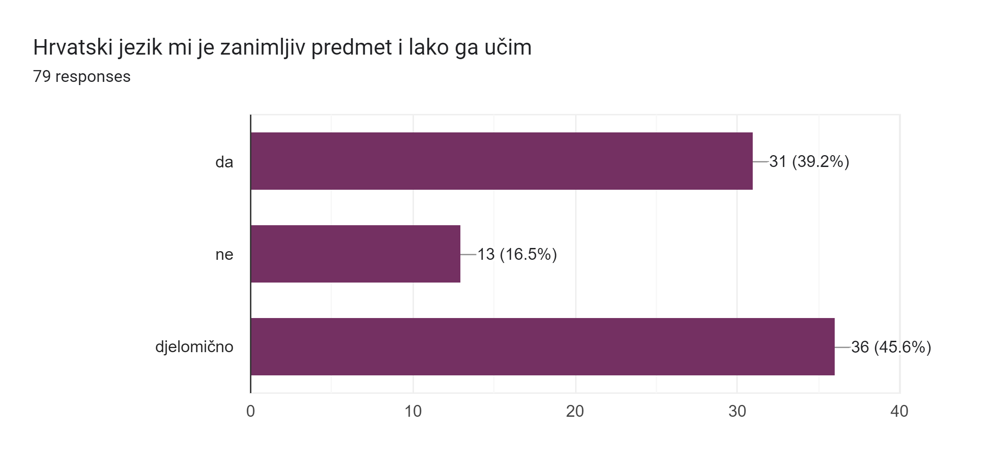 Hrvatski jezik mi je zanimljiv predmet i lako ga učim
79 responses
da
31 (39.2%)
ne
13 (16.5%)
djelomično
36 (45.6%)
0 10 20 30 40